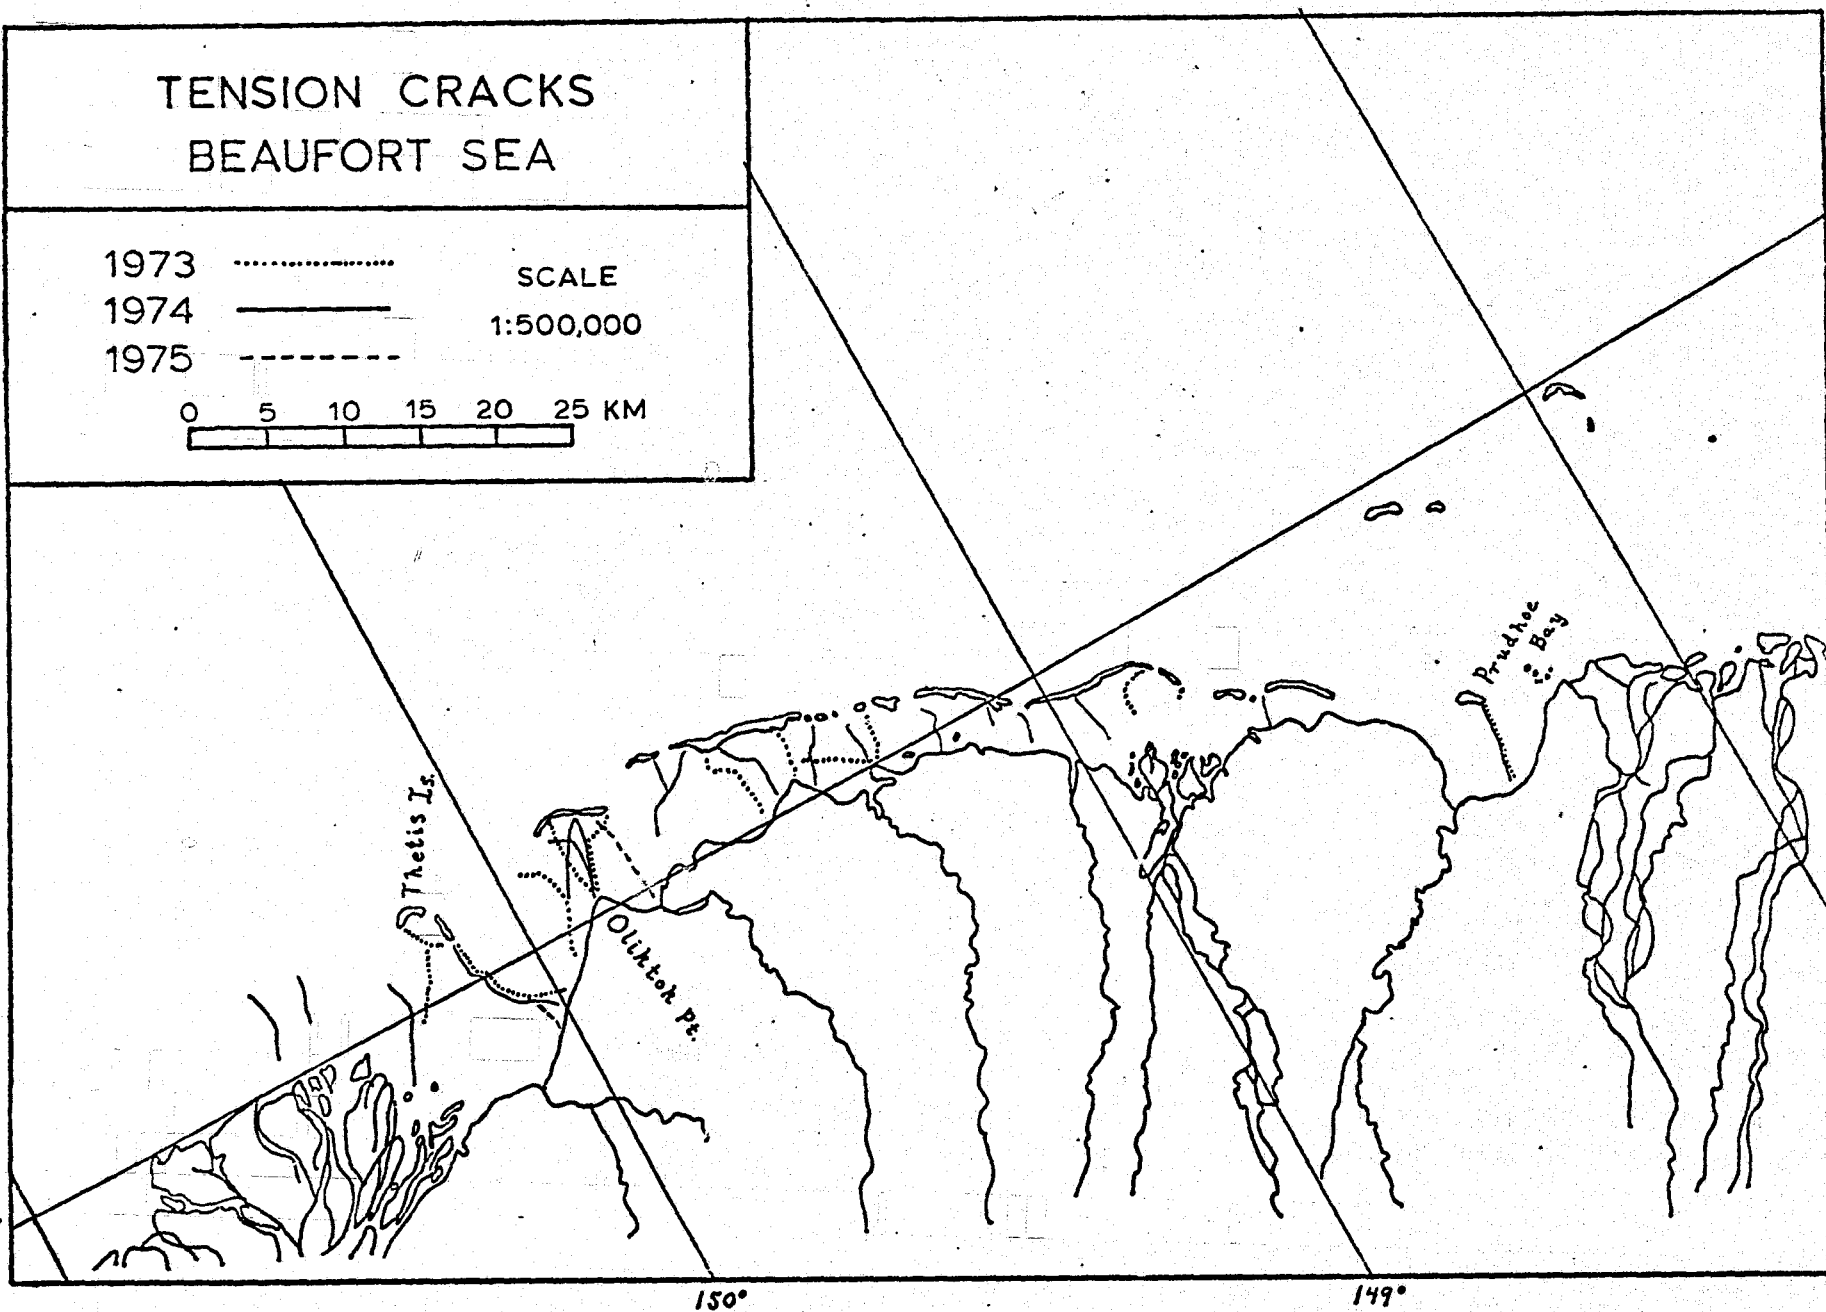 TENSION CRACKS
BEAUFORT SEA
1973
1974
1975
SCALE
1:500,000
0 5 10 15 20 25 KM
Prudhoe
Bay
Thetis Is.
Oliktok Pt.
150°
149°